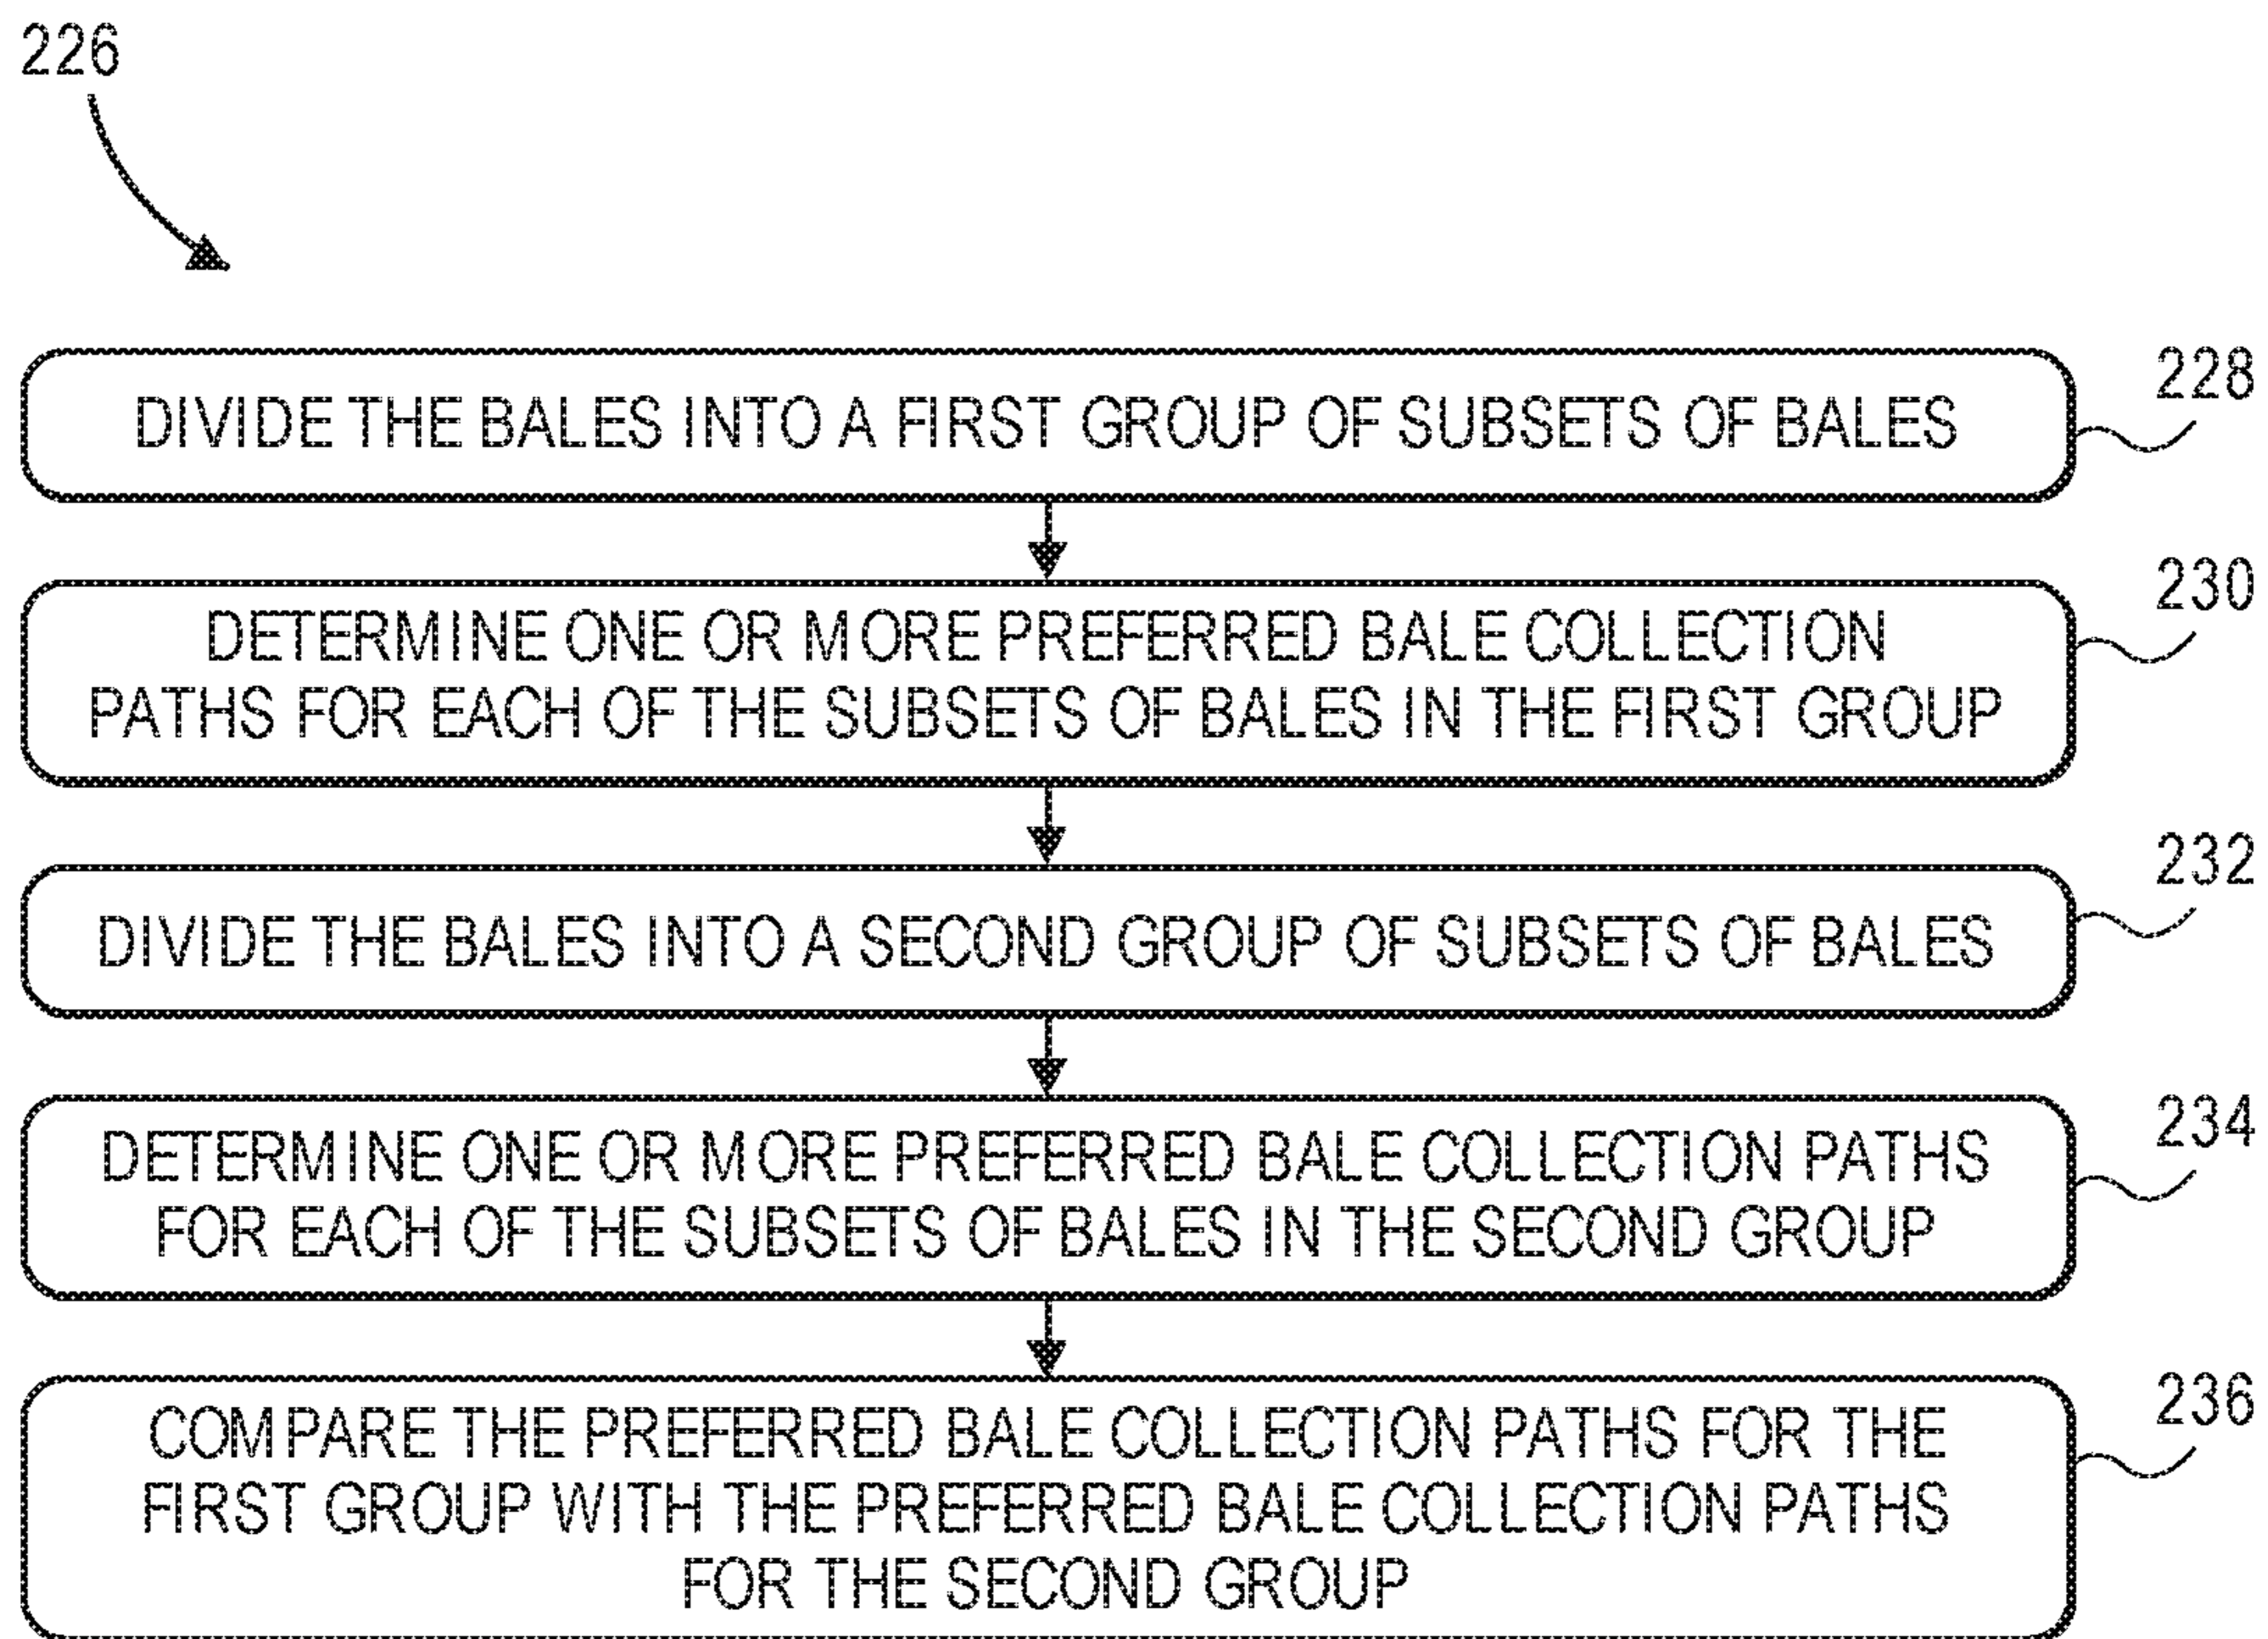 226
DIVIDE THE BALES INTO A FIRST GROUP OF SUBSETS OF BALES
228
DETERMINE ONE OR MORE PREFERRED BALE COLLECTION
PATHS FOR EACH OF THE SUBSETS OF BALES IN THE FIRST GROUP
230
DIVIDE THE BALES INTO A SECOND GROUP OF SUBSETS OF BALES
232
DETERMINE ONE OR MORE PREFERRED BALE COLLECTION PATHS
FOR EACH OF THE SUBSETS OF BALES IN THE SECOND GROUP
234
COMPARE THE PREFERRED BALE COLLECTION PATHS FOR THE
FIRST GROUP WITH THE PREFERRED BALE COLLECTION PATHS
FOR THE SECOND GROUP
236